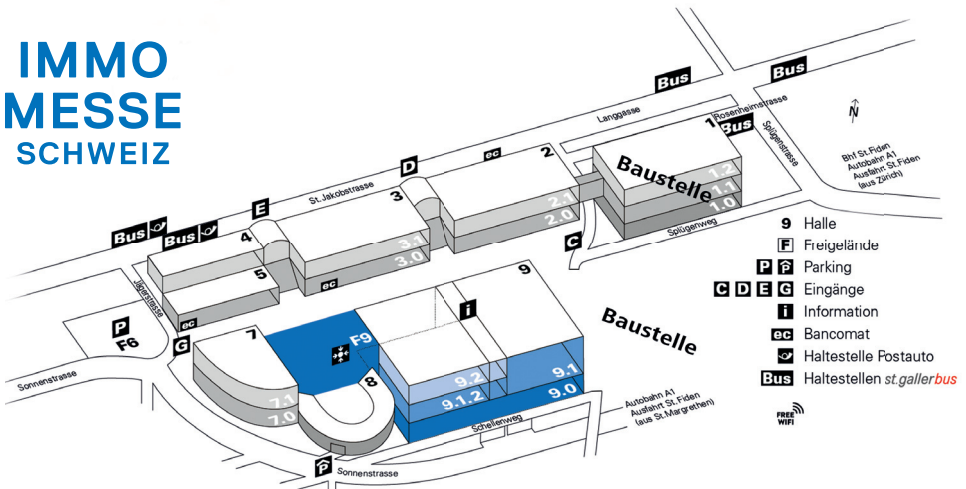 IMMO
MESSE
SCHWEIZ
Bus
Bus
Langgasse
Rosenheimstrasse
Bus
Splügenstrasse
N
Bhf St.Fiden
Autobahn A1
Ausfahrt St.Fiden
(aus Zürich)
1
Baustelle
1.2
1.1
1.0
Splügenweg
ec
2
2.1
2.0
C
D
St.Jakobstrasse
3
3.1
3.0
ec
E
Bus
Bus
4
5
ec
Jägerstrasse
P
F6
G
Sonnenstrasse
7
7.1
7.0
F9
8
9
i
9.2
9.1.2
9.1
9.0
Baustelle
Schellenweg
Autobahn A1
Ausfahrt St. Fiden
(aus St.Margrethen)
P
Sonnenstrasse
9 Halle
F Freigelände
P P Parking
C D E G Eingänge
i Information
ec Bancomat
Haltestelle Postauto
Bus Haltestellen st.gallerbus
FREE
WIFI